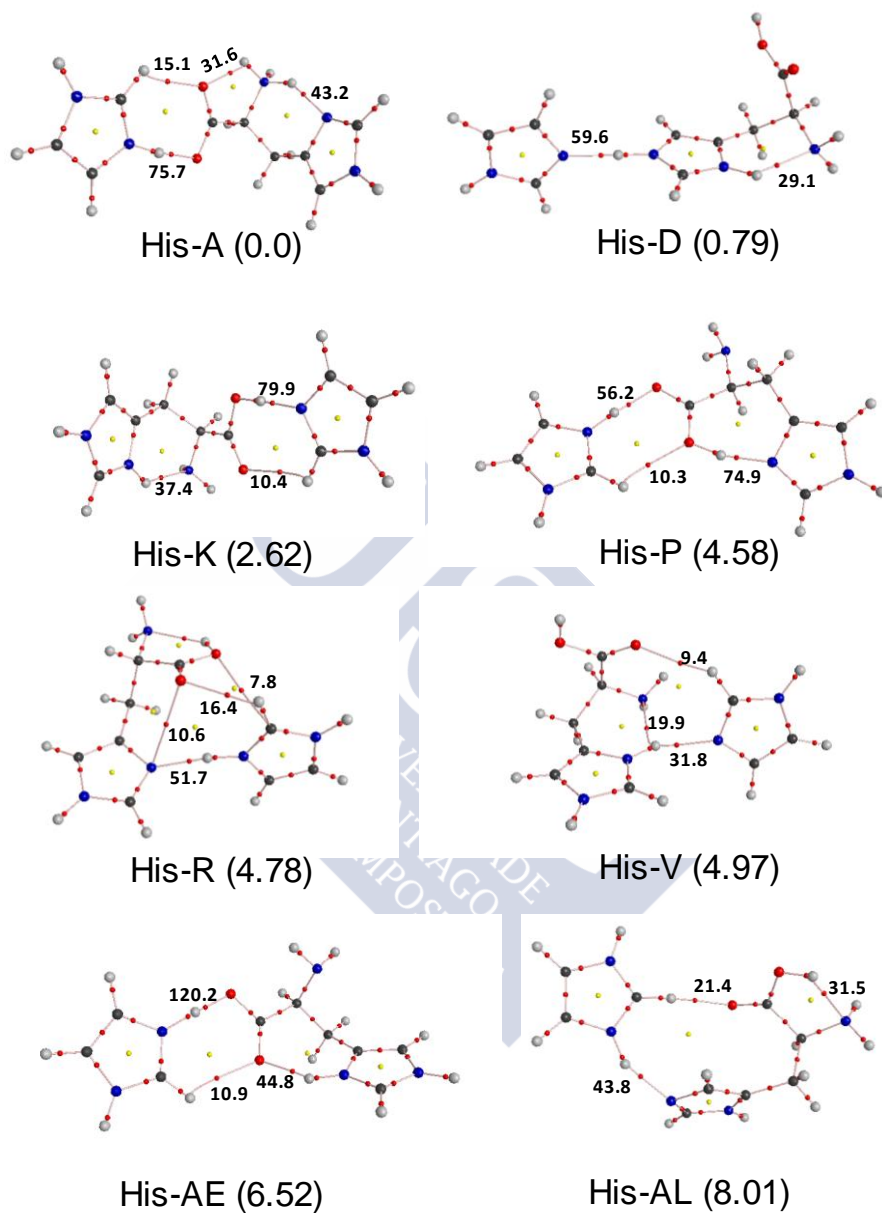 15.1 31.6 43.2
75.7
His-A (0.0)
59.6
29.1
His-D (0.79)
79.9
37.4 10.4
His-K (2.62)
56.2
10.3 74.9
His-P (4.58)
7.8
16.4
10.6
51.7
His-R (4.78)
9.4
19.9
31.8
His-V (4.97)
120.2
10.9 44.8
His-AE (6.52)
21.4 31.5
43.8
His-AL (8.01)